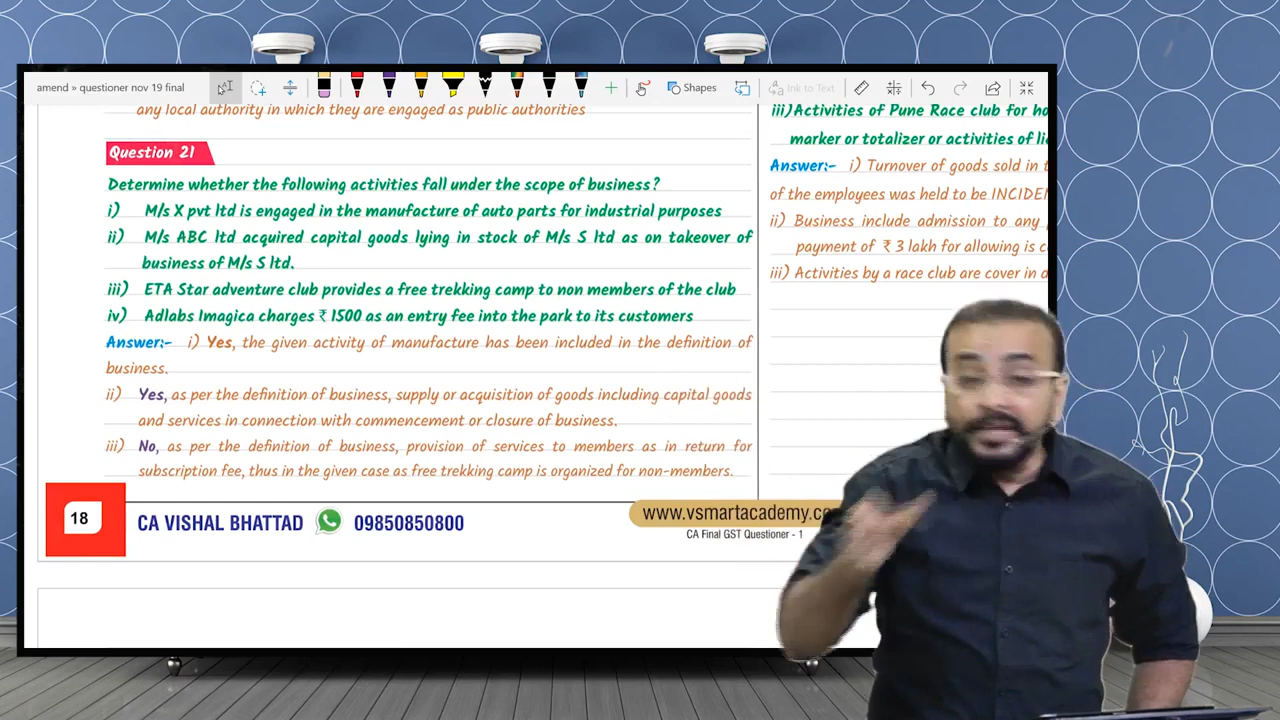 amend » questioner nov 19 final
Shapes
Ink to Text
any local authority in which they are engaged as public authorities
Question 21
Determine whether the following activities fall under the scope of business?
i) M/s X pvt ltd is engaged in the manufacture of auto parts for industrial purposes
ii) M/s ABC ltd acquired capital goods lying in stock of M/s S ltd as on takeover of
business of M/s S ltd.
iii) ETA Star adventure club provides a free trekking camp to non members of the club
iv) Adlabs Imagica charges ₹ 1500 as an entry fee into the park to its customers
Answer:- i) Yes, the given activity of manufacture has been included in the definition of
business.
ii) Yes, as per the definition of business, supply or acquisition of goods including capital goods
and services in connection with commencement or closure of business.
iii) No, as per the definition of business, provision of services to members as in return for
subscription fee, thus in the given case as free trekking camp is organized for non-members.
18
CA VISHAL BHATTAD
09850850800
www.vsmartacademy.co
CA Final GST Questioner - 1
iii) Activities of Pune Race club for
marker or totalizer or activities of
Answer:- i) Turnover of goods sold in
of the employees was held to be
ii) Business include admission to any
payment of ₹ 3 lakh for allowing is
iii) Activities by a race club are cover in